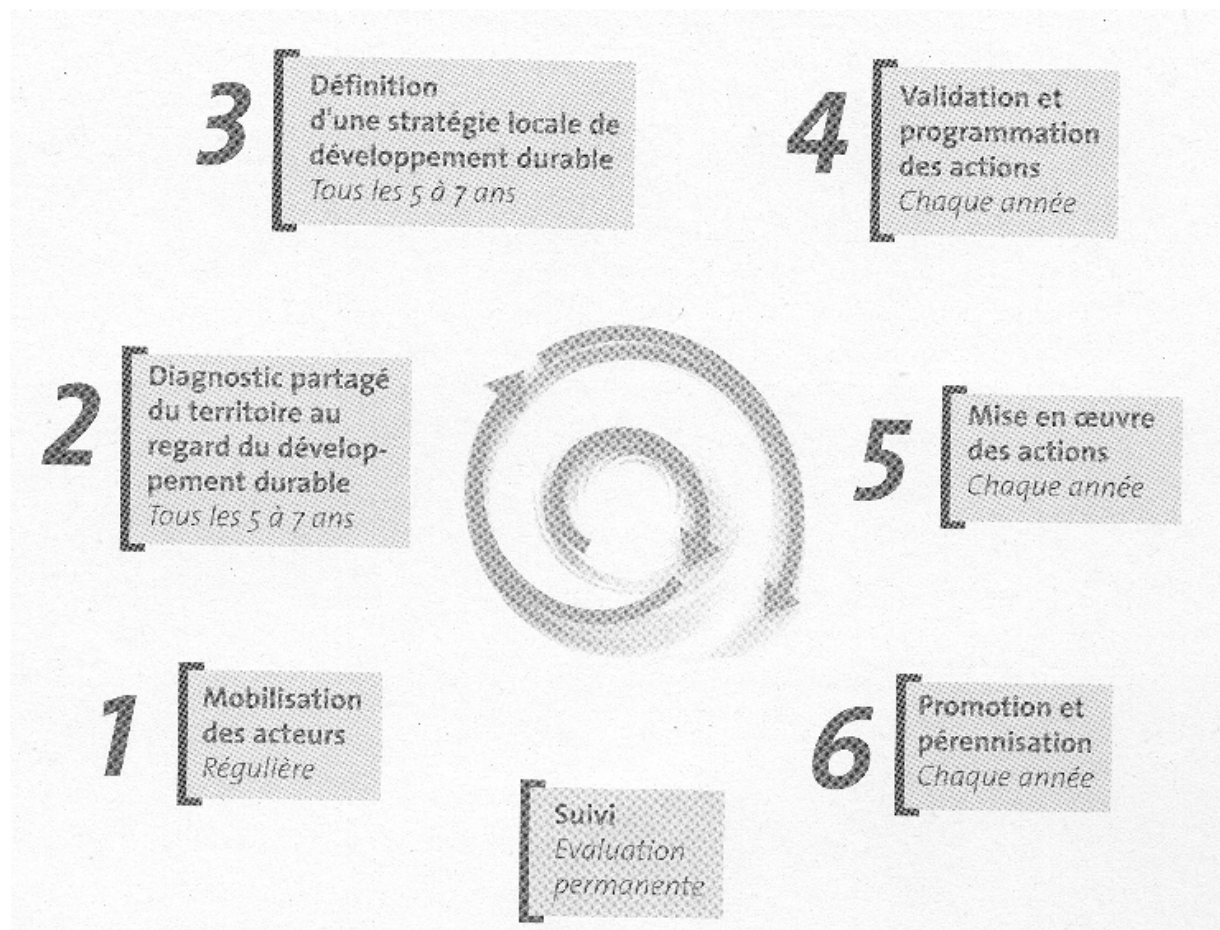 3
Définition
d'une stratégie locale de
développement durable
Tous les 5 à 7 ans
4
Validation et
programmation
des actions
Chaque année
2
Diagnostic partagé
du territoire au
regard du dévelop-
pement durable
Tous les 5 à 7 ans
5
Mise en œuvre
des actions
Chaque année
1
Mobilisation
des acteurs
Régulière
6
Promotion et
pérennisation
Chaque année
Suivi
Evaluation
permanente